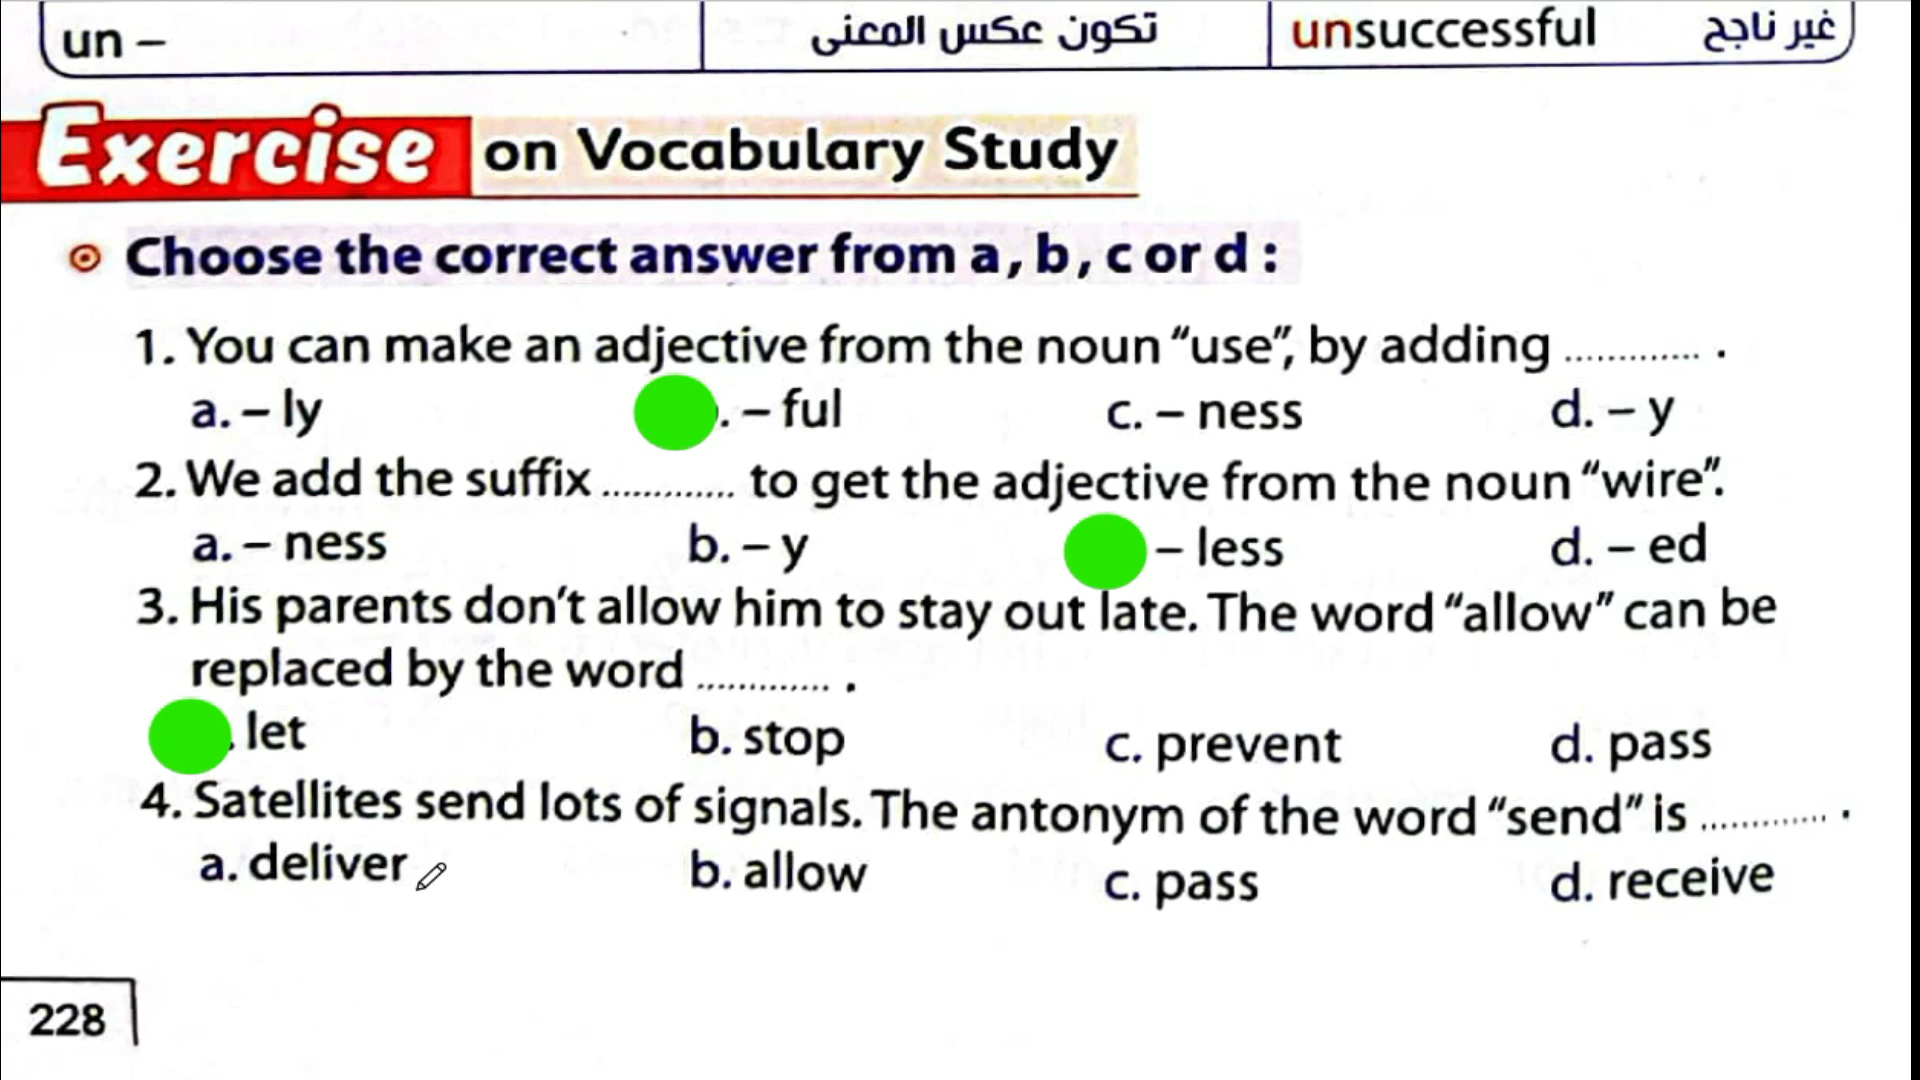 un – تكون عكس المعنى unsuccessful غير ناجح
Exercise on Vocabulary Study
Choose the correct answer from a, b, c or d :
1. You can make an adjective from the noun “use”, by adding ............. .
a. – ly . – ful c. – ness d. – y
2. We add the suffix ............. to get the adjective from the noun “wire”.
a. – ness b. – y – less d. – ed
3. His parents don’t allow him to stay out late. The word “allow” can be
replaced by the word ............. .
. let b. stop c. prevent d. pass
4. Satellites send lots of signals. The antonym of the word “send” is ............. .
a. deliver b. allow c. pass d. receive
228